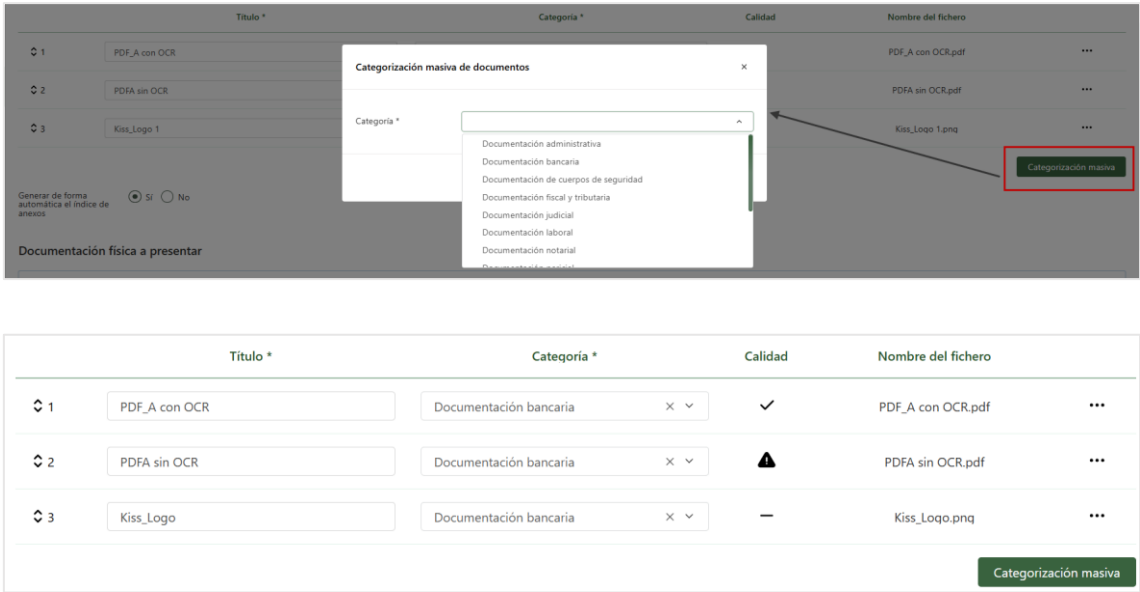 Título * Categoría * Calidad Nombre del fichero
1 PDF_A con OCR PDF_A con OCR.pdf
Categorización masiva de documentos ×
2 PDFA sin OCR PDFA sin OCR.pdf
Categoría *
3 Kiss_Logo 1 Kiss_Logo 1.png
Documentación administrativa
Documentación bancaria
Documentación de cuerpos de seguridad
Documentación fiscal y tributaria
Documentación judicial
Documentación laboral
Documentación notarial
Documentación pericial
Categorización masiva
Generar de forma
automática el índice de
anexos
Sí No
Documentación física a presentar
Título * Categoría * Calidad Nombre del fichero
1 PDF_A con OCR Documentación bancaria PDF_A con OCR.pdf
2 PDFA sin OCR Documentación bancaria PDFA sin OCR.pdf
3 Kiss_Logo Documentación bancaria Kiss_Logo.png
Categorización masiva